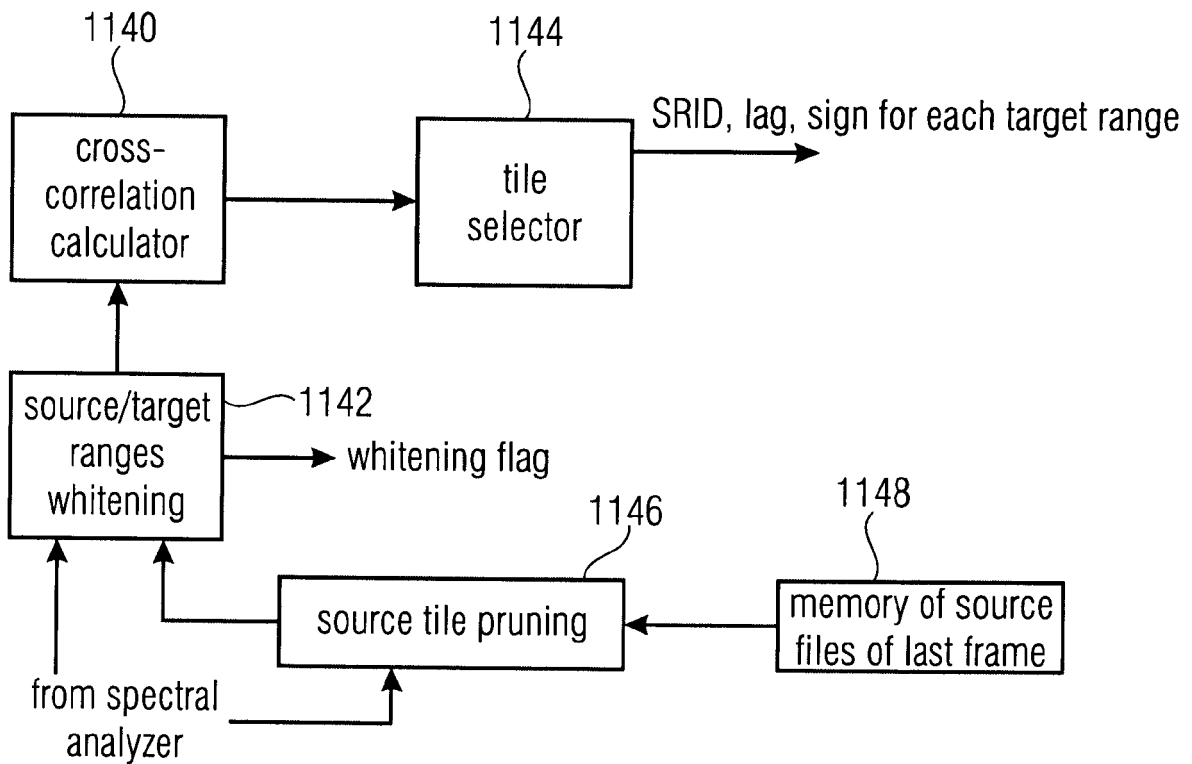 1140
1144
cross-
correlation
calculator
tile
selector
SRID, lag, sign for each target range
source/target
ranges
whitening
1142
whitening flag
1146
1148
source tile pruning
memory of source
files of last frame
from spectral
analyzer